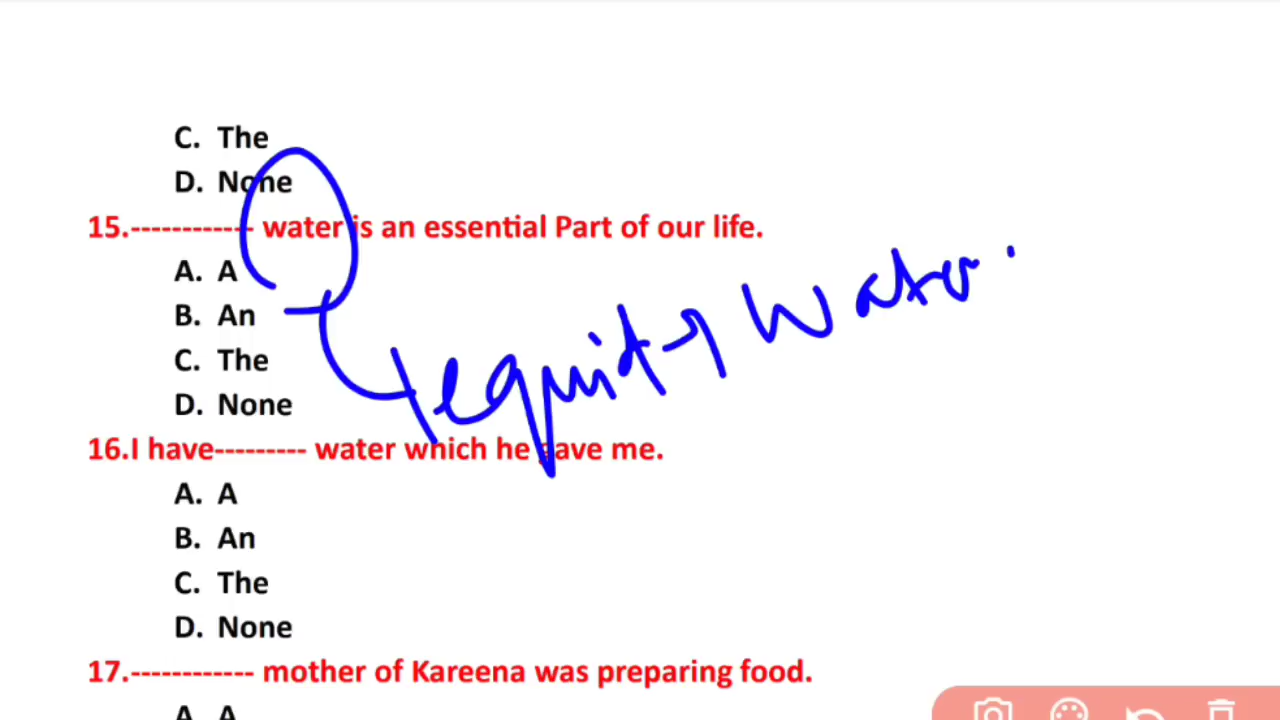 C. The
D. None
15.------------ water is an essential Part of our life.
A. A
B. An
C. The
D. None
water.
16.I have--------- water which he gave me.
A. A
B. An
C. The
D. None
17.------------ mother of Kareena was preparing food.
A. A